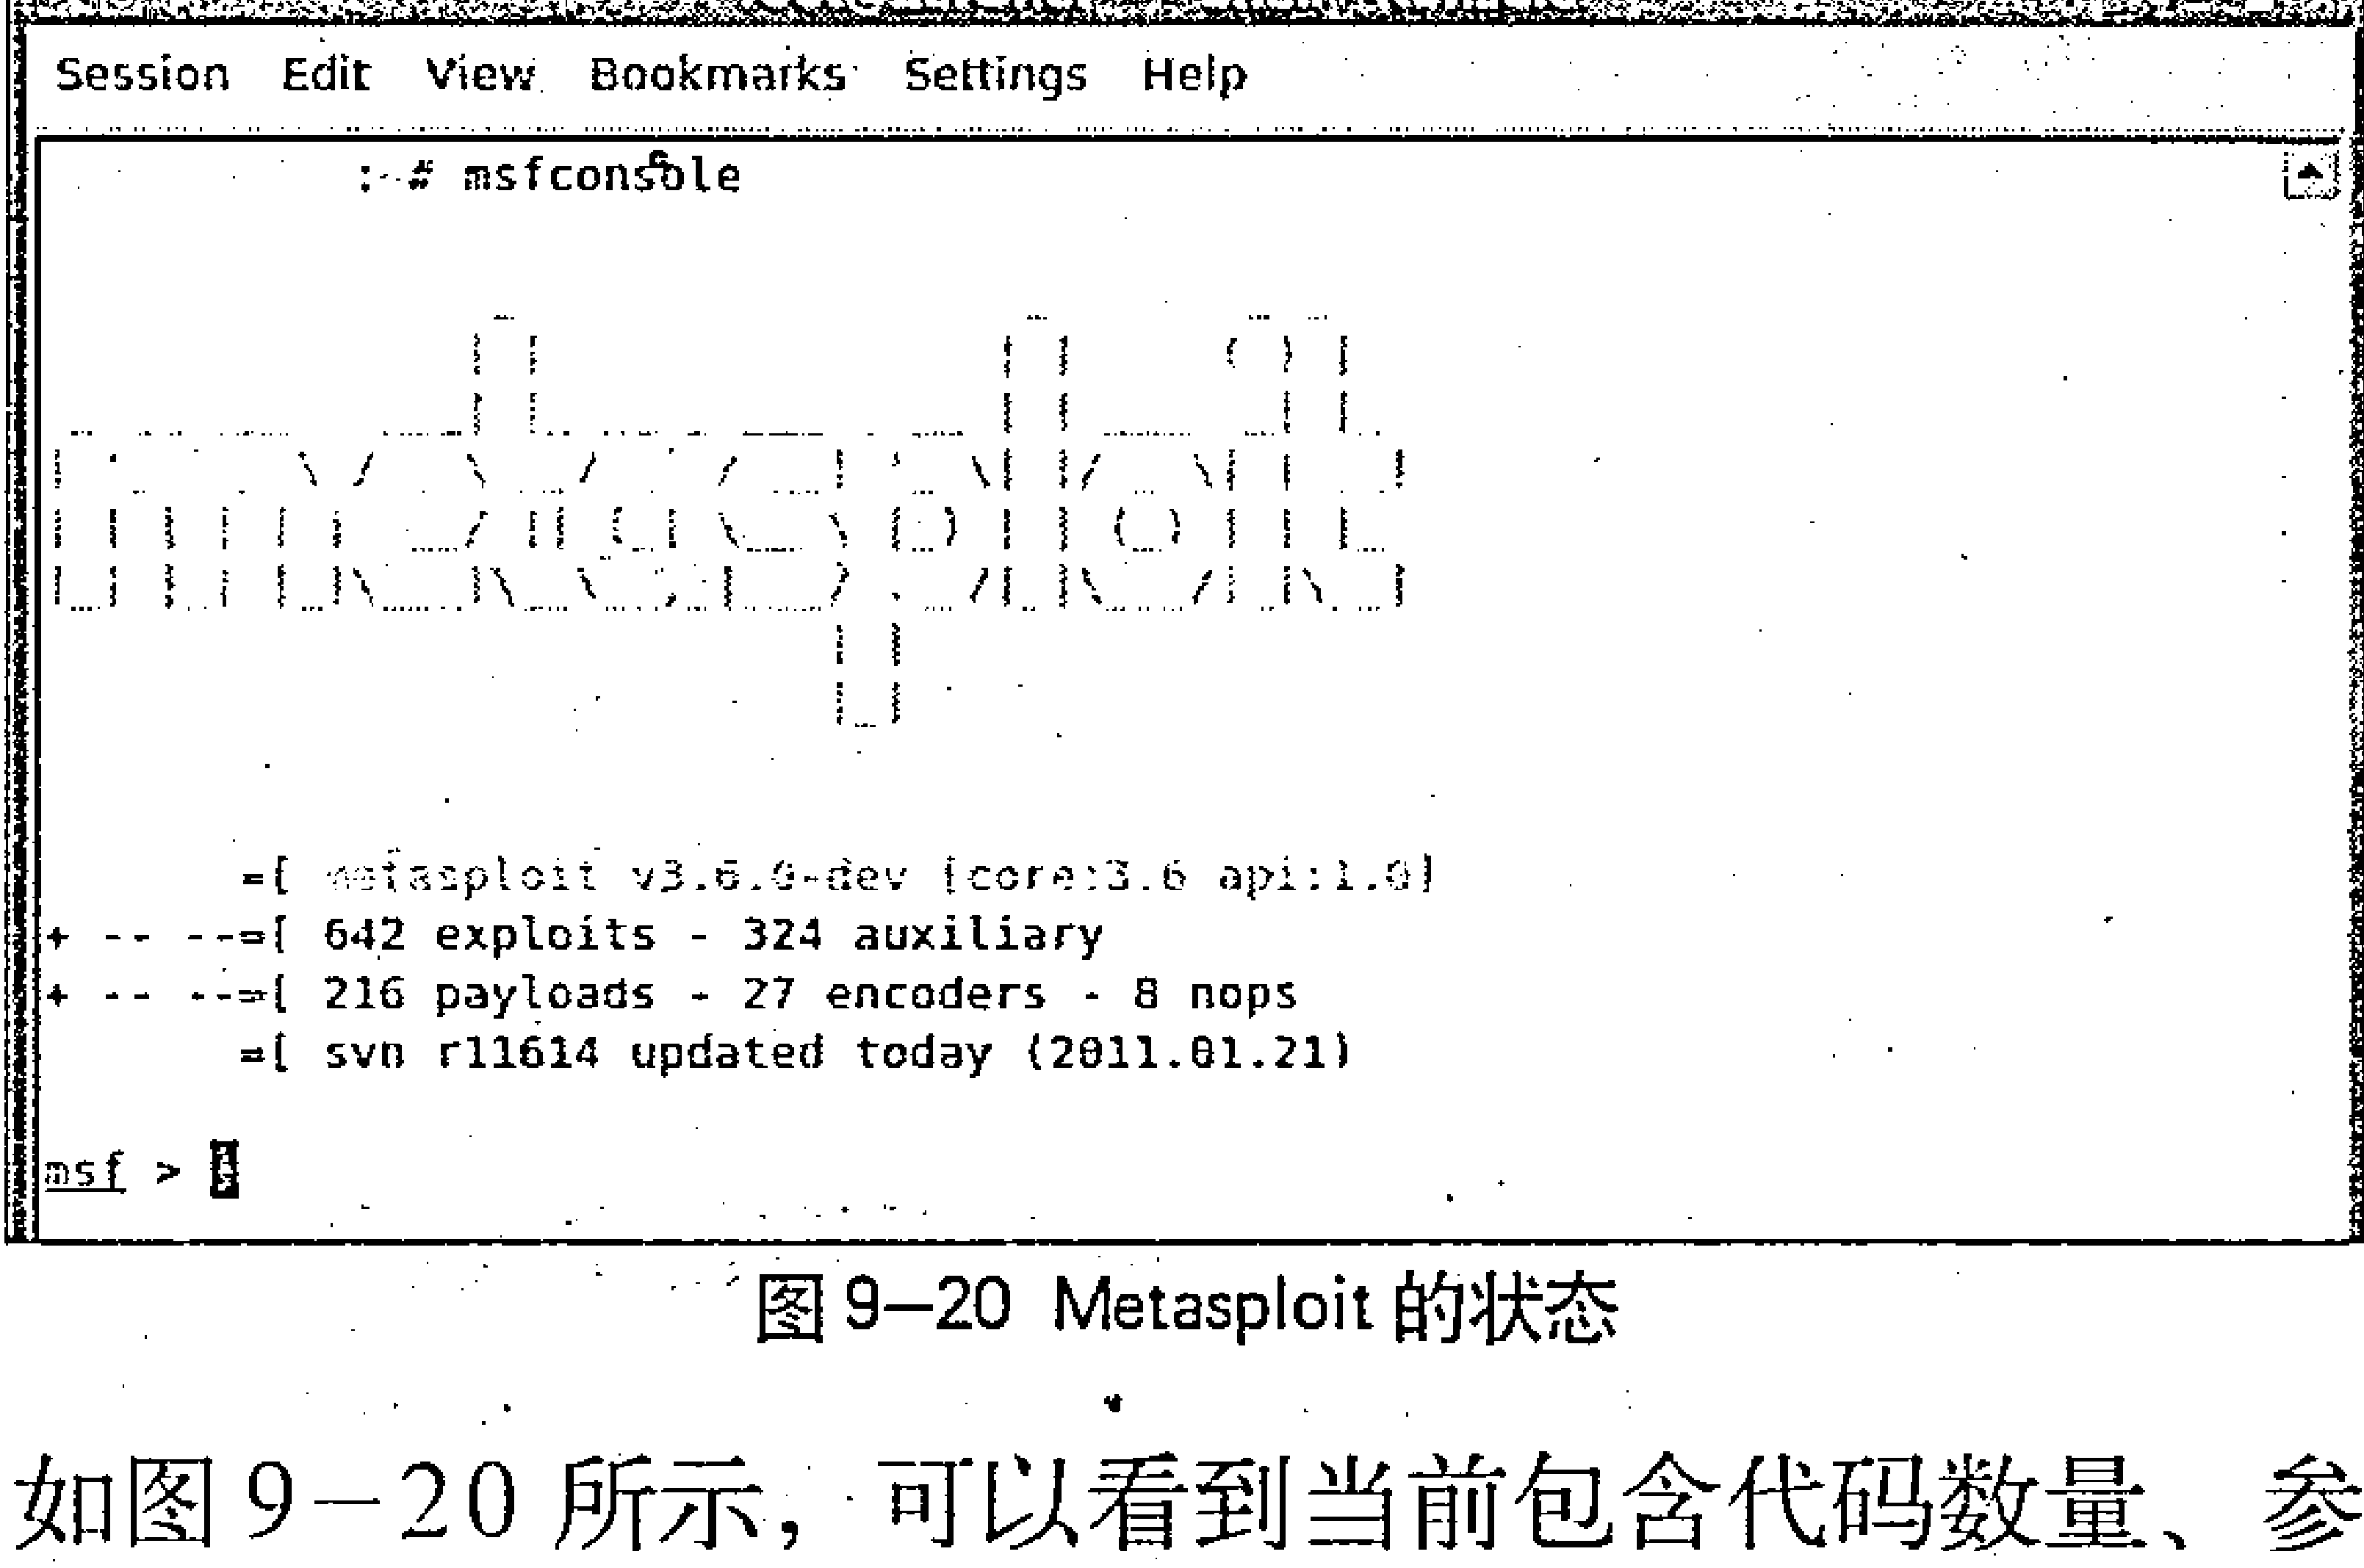 Session Edit View Bookmarks Settings Help
:~# msfconsole
metasploit
=[ metasploit v3.6.0-dev [core:3.6 api:1.0]
+ -- --=[ 642 exploits - 324 auxiliary
+ -- --=[ 216 payloads - 27 encoders - 8 nops
=[ svn r11614 updated today (2011.01.21)
msf >
图 9-20 Metasploit 的状态
如图 9-20 所示，可以看到当前包含代码数量、参